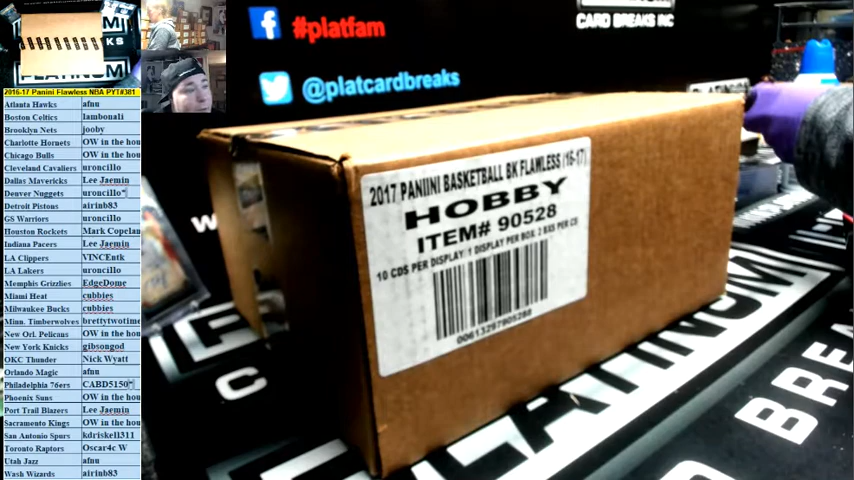 #platfam
@platcardbreaks
CARD BREAKS INC
2016-17 Panini Flawless NBA PYT#381
Atlanta Hawks afnu
Boston Celtics lambonali
Brooklyn Nets jooby
Charlotte Hornets OW in the hou
Chicago Bulls OW in the hou
Cleveland Cavaliers uroncillo
Dallas Mavericks Lee Jaemin
Denver Nuggets uroncillo*
Detroit Pistons airinb83
GS Warriors uroncillo
Houston Rockets Mark Copelan
Indiana Pacers Lee Jaemin
LA Clippers VINCEntk
LA Lakers uroncillo
Memphis Grizzlies EdgeDome
Miami Heat cubbies
Milwaukee Bucks cubbies
Minn. Timberwolves brettytwotime
New Orl. Pelicans OW in the hou
New York Knicks gibsongod
OKC Thunder Nick Wyatt
Orlando Magic afnu
Philadelphia 76ers CABD5150*
Phoenix Suns OW in the hou
Port Trail Blazers Lee Jaemin
Sacramento Kings OW in the hou
San Antonio Spurs kdriskell311
Toronto Raptors Oscar4c W
Utah Jazz afnu
Wash Wizards airinb83
2017 PANIINI BASKETBALL BK FLAWLESS (16-17)
HOBBY
ITEM# 90528
10 CDS PER DISPLAY/1 DISPLAY PER BOX/2 BXS PER CS
PLATINUM
BREA